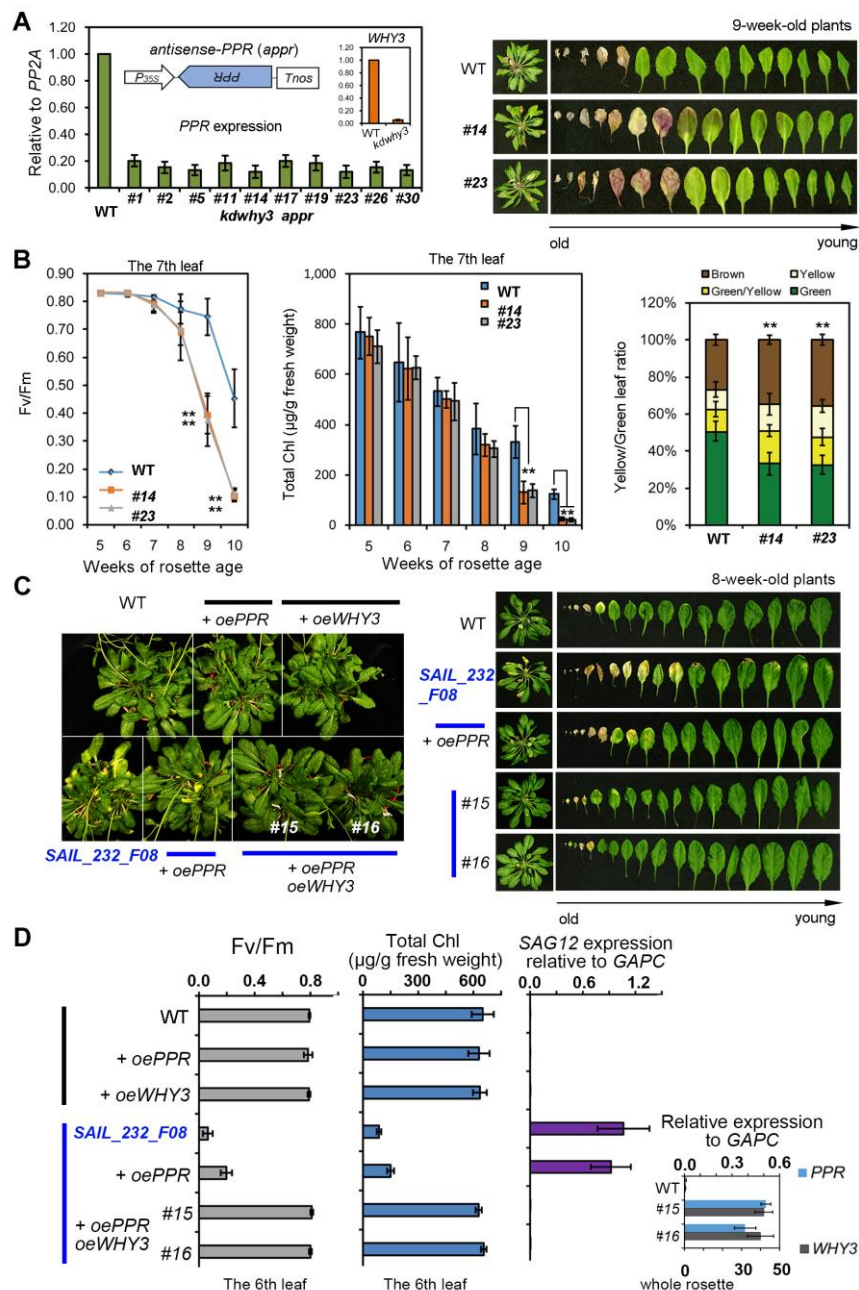 A
Relative to PP2A
1.20
1.00
0.80
0.60
0.40
0.20
0.00
antisense-PPR (appr)
P35S
PPR
Tnos
PPR expression
WHY3
1.20
1.00
0.80
0.60
0.40
0.20
0.00
WT
kdwhy3
WT
#1 #2 #5 #11 #14 #17 #19 #23 #26 #30
kdwhy3 appr
9-week-old plants
WT
#14
#23
old
young
B
The 7th leaf
Fv/Fm
0.90
0.80
0.70
0.60
0.50
0.40
0.30
0.20
0.10
0.00
**
**
**
**
WT
#14
#23
5 6 7 8 9 10
Weeks of rosette age
The 7th leaf
Total Chl (µg/g fresh weight)
1,000
800
600
400
200
0
WT
#14
#23
**
**
5 6 7 8 9 10
Weeks of rosette age
Brown
Yellow
Green/Yellow
Green
Yellow/Green leaf ratio
120%
100%
80%
60%
40%
20%
0%
** **
WT #14 #23
C
WT
+ oePPR
+ oeWHY3
#15
#16
SAIL_232_F08
+ oePPR
+ oePPR
oeWHY3
8-week-old plants
WT
SAIL_232
_F08
+ oePPR
#15
#16
old
young
D
Fv/Fm
0.0 0.4 0.8
Total Chl
(µg/g fresh weight)
0 300 600
SAG12 expression
relative to GAPC
0.0 0.5 1.0
WT
+ oePPR
+ oeWHY3
SAIL_232_F08
+ oePPR
#15
+ oePPR
oeWHY3
#16
The 6th leaf
The 6th leaf
Relative expression
to GAPC
0.0 0.3 0.6
WT
#15
#16
PPR
WHY3
0 30 50
whole rosette